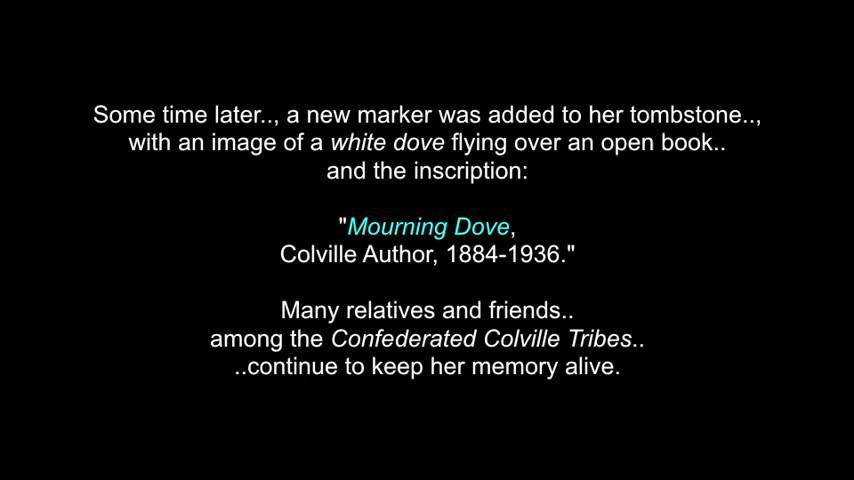 Some time later.., a new marker was added to her tombstone..,
with an image of a white dove flying over an open book..
and the inscription:
"Mourning Dove,
Colville Author, 1884-1936."
Many relatives and friends..
among the Confederated Colville Tribes..
..continue to keep her memory alive.